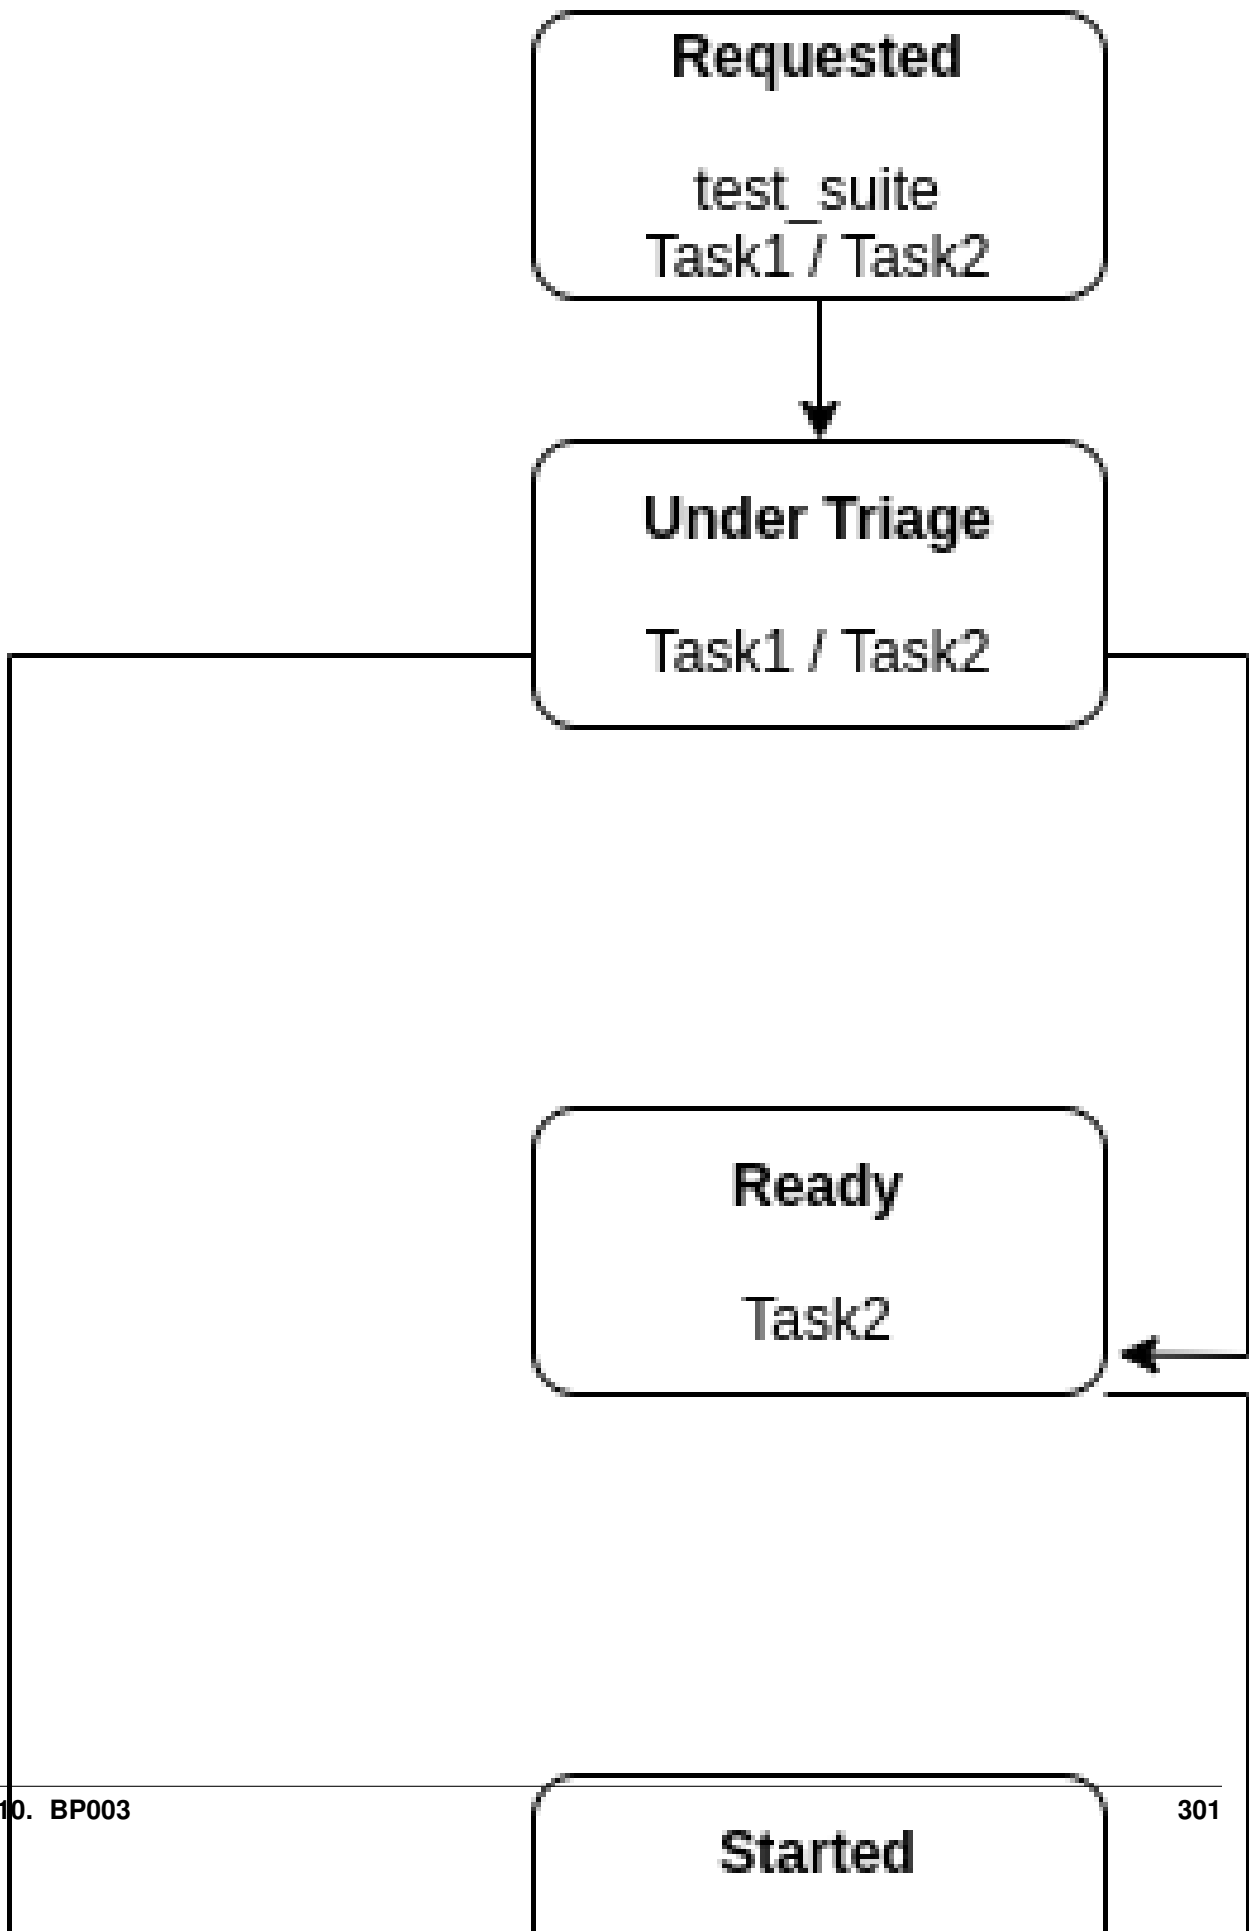 Requested
test_suite
Task1 / Task2
Under Triage
Task1 / Task2
Ready
Task2
10. BP003
301
Started